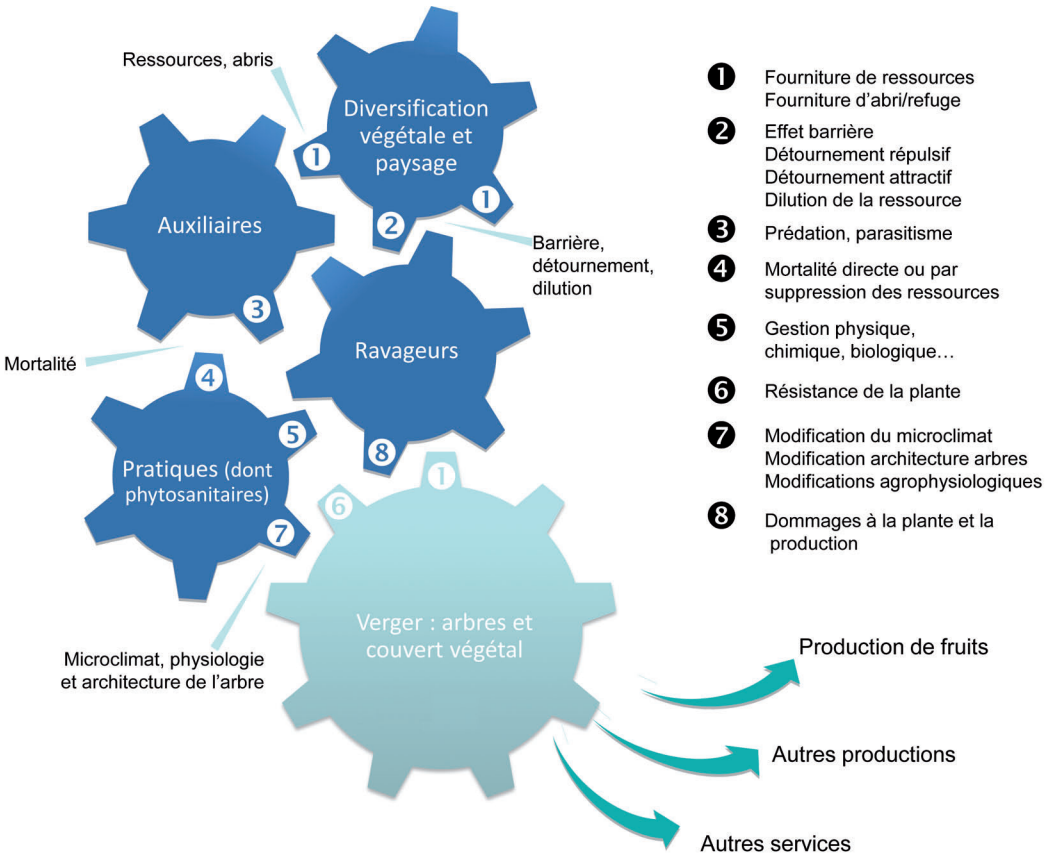 Ressources, abris
Diversification
végétale et
paysage
1
1
2
Auxiliaires
3
Barrière,
détournement,
dilution
Ravageurs
8
Mortalité
4
5
Pratiques (dont
phytosanitaires)
7
Microclimat, physiologie
et architecture de l'arbre
1
6
Verger : arbres et
couvert végétal
1 Fourniture de ressources
Fourniture d'abri/refuge
2 Effet barrière
Détournement répulsif
Détournement attractif
Dilution de la ressource
3 Prédation, parasitisme
4 Mortalité directe ou par
suppression des ressources
5 Gestion physique,
chimique, biologique…
6 Résistance de la plante
7 Modification du microclimat
Modification architecture arbres
Modifications agrophysiologiques
8 Dommages à la plante et la
production
Production de fruits
Autres productions
Autres services